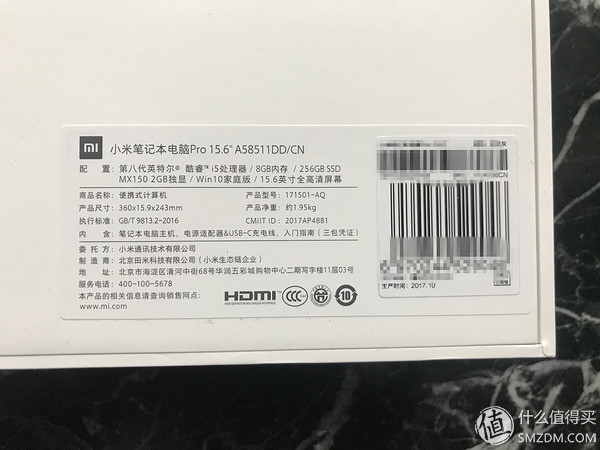 mi 小米笔记本电脑Pro 15.6" A58511DD/CN
配 置: 第八代英特尔® 酷睿™ i5处理器 / 8GB内存 / 256GB SSD
MX150 2GB独显 / Win10家庭版 / 15.6英寸全高清屏幕
商品名称: 便携式计算机 产品型号: 171501-AQ
产品尺寸: 360x15.9x243mm 产品净重: 约1.95kg
执行标准: GB/T 9813.2-2016 CMIIT ID: 2017AP4881
内 含: 笔记本电脑主机, 电源适配器&USB-C充电线, 入门指南 (三包凭证)
委 托 方: 小米通讯技术有限公司
制 造 商: 北京田米科技有限公司 (小米生态链企业)
地 址: 北京市海淀区清河中街68号华润五彩城购物中心二期写字楼11层03号
服务电话: 400-100-5678
本产品的相关信息请查询销售网点:
www.mi.com
HDMI
10
CN
生产时间: 2017.10
已接触
值 什么值得买
SMZDM.COM